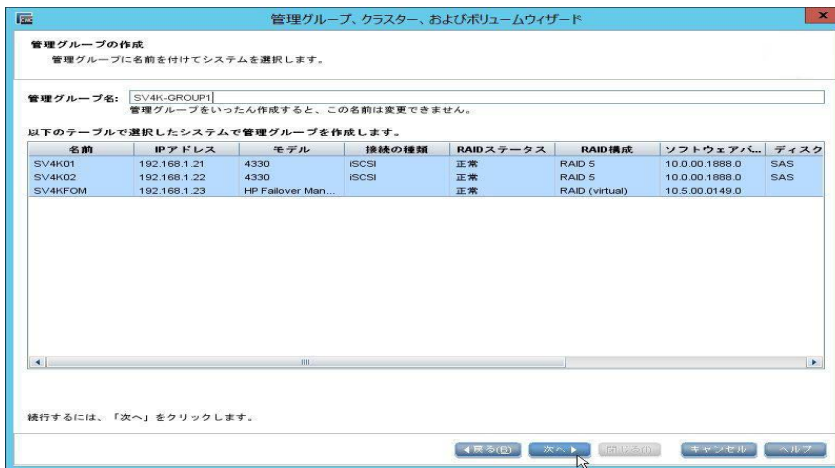 CMC
管理グループ、クラスター、およびボリュームウィザード
管理グループの作成
管理グループに名前を付けてシステムを選択します。
管理グループ名: SV4K-GROUP1
管理グループをいったん作成すると、この名前は変更できません。
以下のテーブルで選択したシステムで管理グループを作成します。
名前 IPアドレス モデル 接続の種類 RAIDステータス RAID構成 ソフトウェアバ... ディスク
SV4K01 192.168.1.21 4330 iSCSI 正常 RAID 5 10.0.00.1888.0 SAS
SV4K02 192.168.1.22 4330 iSCSI 正常 RAID 5 10.0.00.1888.0 SAS
SV4KFOM 192.168.1.23 HP Failover Man... 正常 RAID (virtual) 10.5.00.0149.0
続行するには、「次へ」をクリックします。
戻る(B) 次へ キャンセル ヘルプ